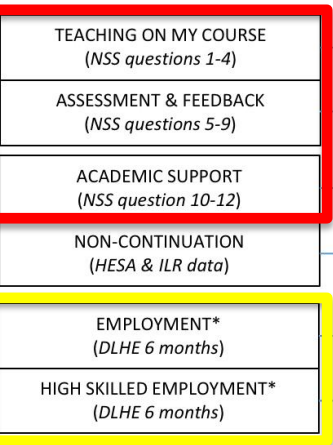 TEACHING ON MY COURSE
(NSS questions 1-4)
ASSESSMENT & FEEDBACK
(NSS questions 5-9)
ACADEMIC SUPPORT
(NSS question 10-12)
NON-CONTINUATION
(HESA & ILR data)
EMPLOYMENT*
(DLHE 6 months)
HIGH SKILLED EMPLOYMENT*
(DLHE 6 months)